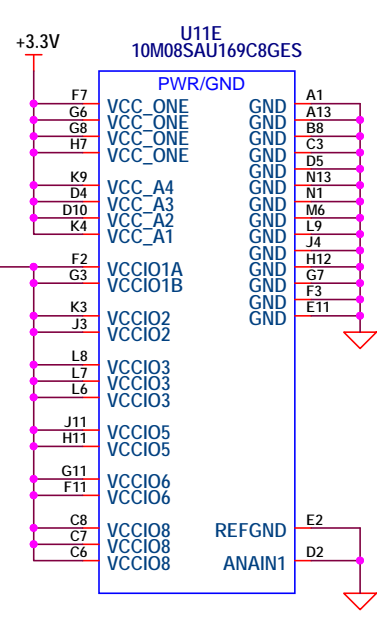 U11E
+3.3V
10M08SAU169C8GES
PWR/GND
F7 VCC_ONE GND A1
G6 VCC_ONE GND A13
G8 VCC_ONE GND B8
H7 VCC_ONE GND C3
GND D5
K9 VCC_A4 GND N13
D4 VCC_A3 GND N1
D10 VCC_A2 GND M6
K4 VCC_A1 GND L9
GND J4
F2 VCCIO1A GND H12
G3 VCCIO1B GND G7
GND F3
K3 VCCIO2 GND E11
J3 VCCIO2
L8 VCCIO3
L7 VCCIO3
L6 VCCIO3
J11 VCCIO5
H11 VCCIO5
G11 VCCIO6
F11 VCCIO6
C8 VCCIO8 REFGND E2
C7 VCCIO8
C6 VCCIO8 ANAIN1 D2